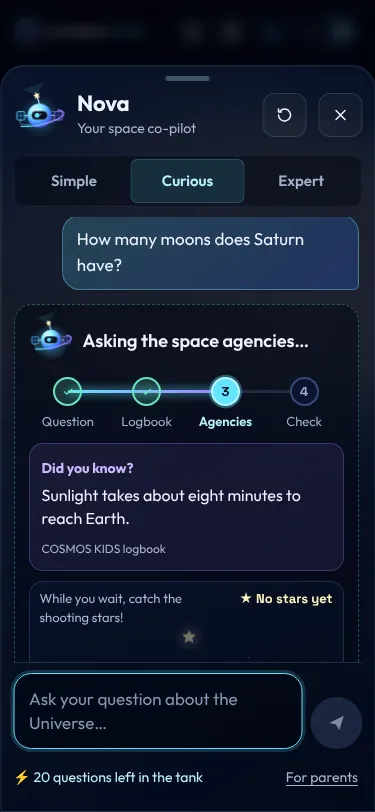 Nova
Your space co-pilot
Simple
Curious
Expert
How many moons does Saturn
have?
Asking the space agencies...
3
4
Question
Logbook
Agencies
Check
Did you know?
Sunlight takes about eight minutes to
reach Earth.
COSMOS KIDS logbook
While you wait, catch the
shooting stars!
★ No stars yet
Ask your question about the
Universe...
⚡ 20 questions left in the tank
For parents